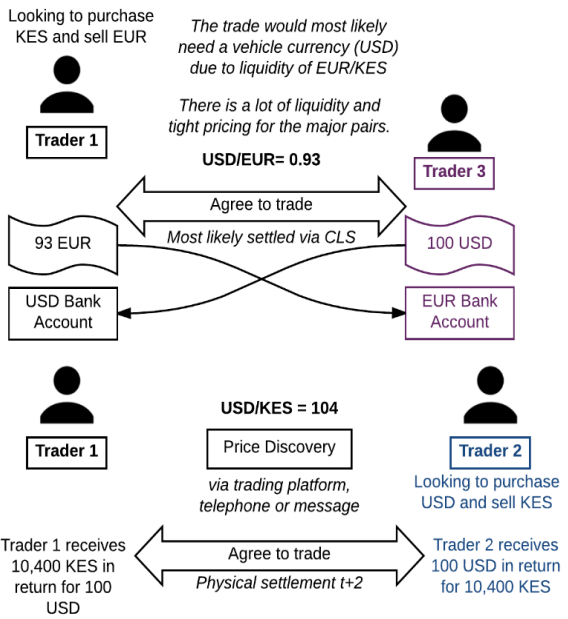 Looking to purchase
KES and sell EUR
The trade would most likely
need a vehicle currency (USD)
due to liquidity of EUR/KES
There is a lot of liquidity and
tight pricing for the major pairs.
Trader 1
USD/EUR= 0.93
Trader 3
Agree to trade
93 EUR
Most likely settled via CLS
100 USD
USD Bank
Account
EUR Bank
Account
USD/KES = 104
Trader 1
Price Discovery
Trader 2
via trading platform,
telephone or message
Looking to purchase
USD and sell KES
Trader 1 receives
10,400 KES in
return for 100
USD
Agree to trade
Physical settlement t+2
Trader 2 receives
100 USD in return
for 10,400 KES